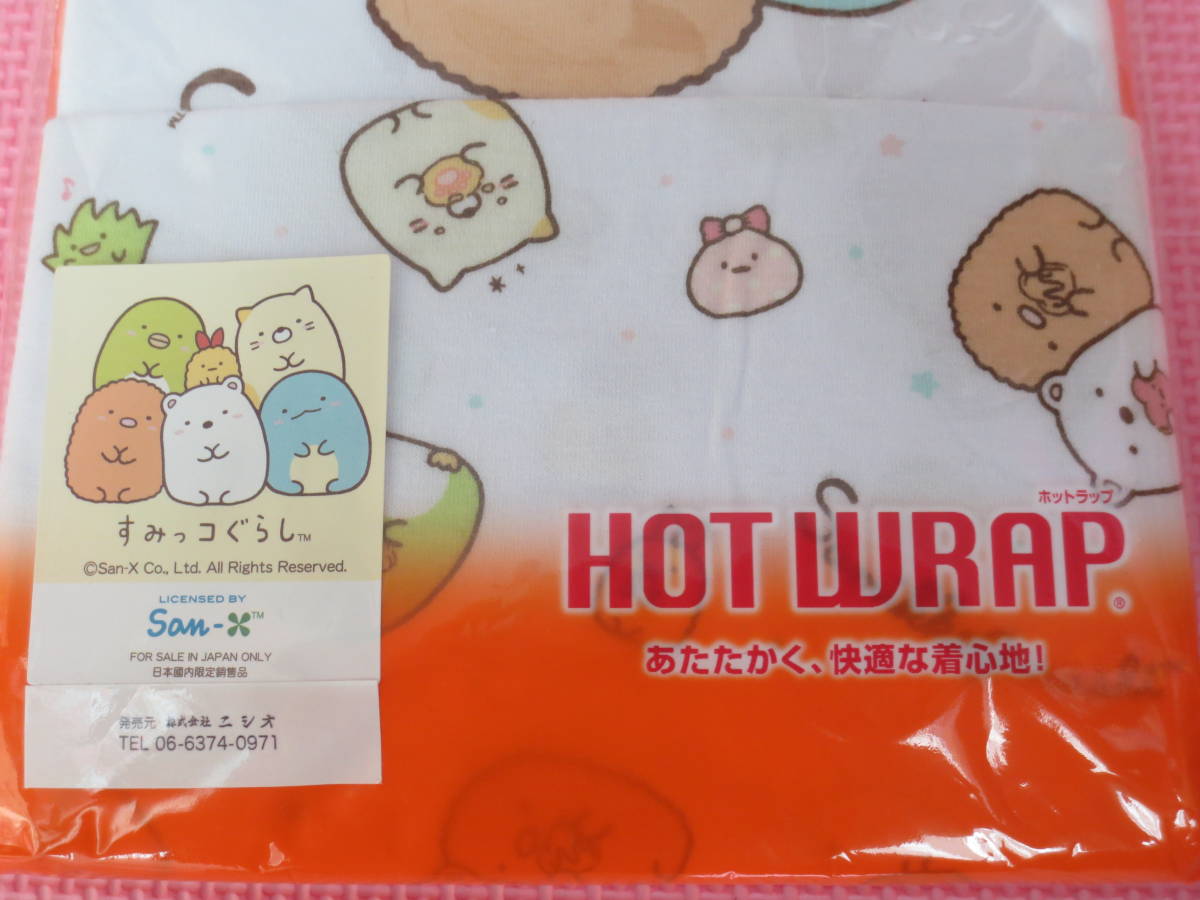 すみっコぐらし™
©San-X Co., Ltd. All Rights Reserved.
LICENSED BY
San-X™
FOR SALE IN JAPAN ONLY
日本國内限定銷售品
発売元 株式会社 ニシオ
TEL 06-6374-0971
ホットラップ
HOT WRAP®
あたたかく、快適な着心地!